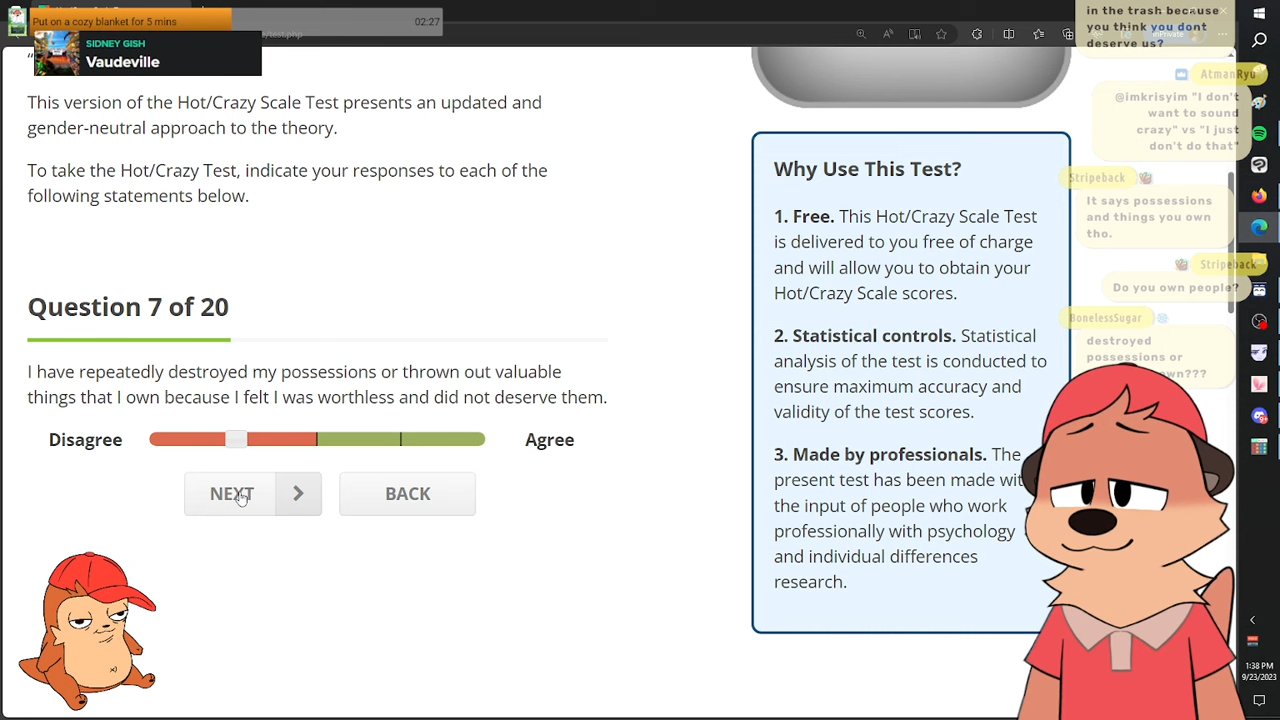 Put on a cozy blanket for 5 mins
02:27
/test.php
SIDNEY GISH
Vaudeville
This version of the Hot/Crazy Scale Test presents an updated and
gender-neutral approach to the theory.
To take the Hot/Crazy Test, indicate your responses to each of the
following statements below.
Question 7 of 20
I have repeatedly destroyed my possessions or thrown out valuable
things that I own because I felt I was worthless and did not deserve them.
Disagree
Agree
NEXT
BACK
Why Use This Test?
1. Free. This Hot/Crazy Scale Test
is delivered to you free of charge
and will allow you to obtain your
Hot/Crazy Scale scores.
2. Statistical controls. Statistical
analysis of the test is conducted to
ensure maximum accuracy and
validity of the test scores.
3. Made by professionals. The
present test has been made wit
the input of people who work
professionally with psychology
and individual differences
research.
in the trash because
you think you dont
deserve us?
AtmanRyu
@imkrisyim "I don't
want to sound
crazy" vs "I just
don't do that"
Stripeback
It says possessions
and things you own
tho.
Stripeback
Do you own people?
BonelessSugar
destroyed
possessions or
own???
1:38 PM
9/23/2023